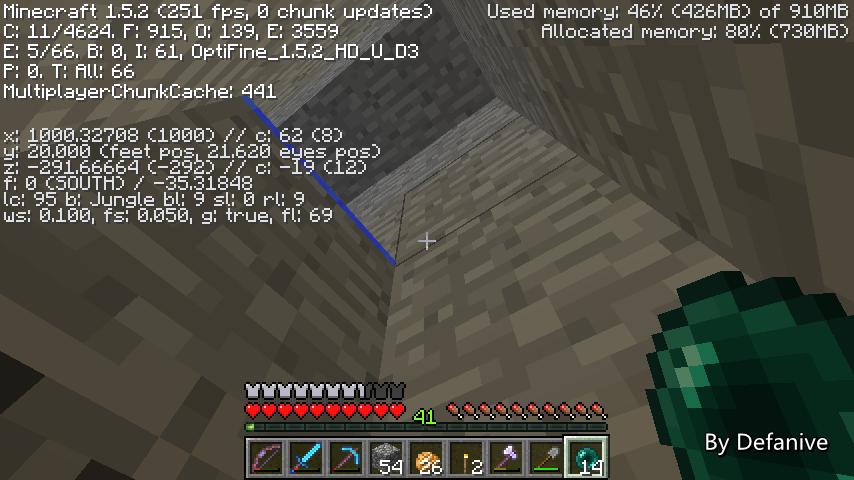 Minecraft 1.5.2 (251 fps, 0 chunk updates)
C: 11/4624. F: 915, O: 139, E: 3559
E: 5/66. B: 0, I: 61, OptiFine_1.5.2_HD_U_D3
P: 0. T: All: 66
MultiplayerChunkCache: 441
Used memory: 46% (426MB) of 910MB
Allocated memory: 80% (730MB)
x: 1000.32708 (1000) // c: 62 (8)
y: 20.000 (feet pos, 21.620 eyes pos)
z: -291.66664 (-292) // c: -19 (12)
f: 0 (SOUTH) / -35.31848
lc: 95 b: Jungle bl: 9 sl: 0 rl: 9
ws: 0.100, fs: 0.050, g: true, fl: 69
41
54 26 2 14
By Defanive